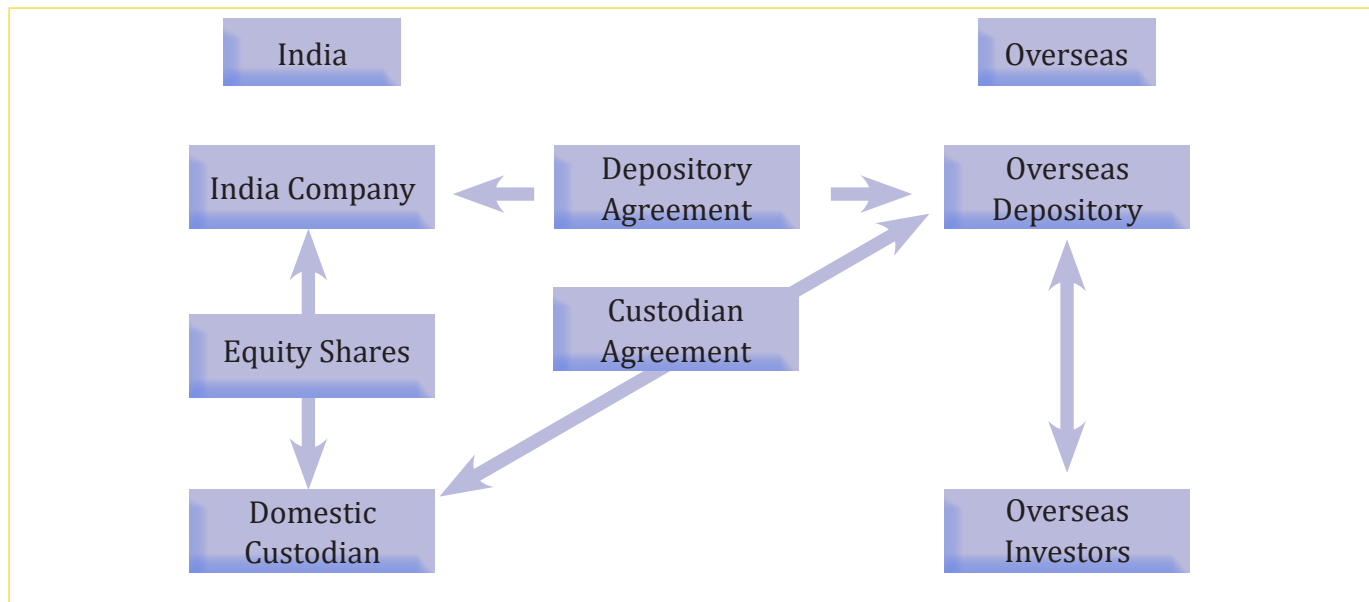 India
Overseas
India Company
Depository
Agreement
Overseas
Depository
Equity Shares
Custodian
Agreement
Domestic
Custodian
Overseas
Investors